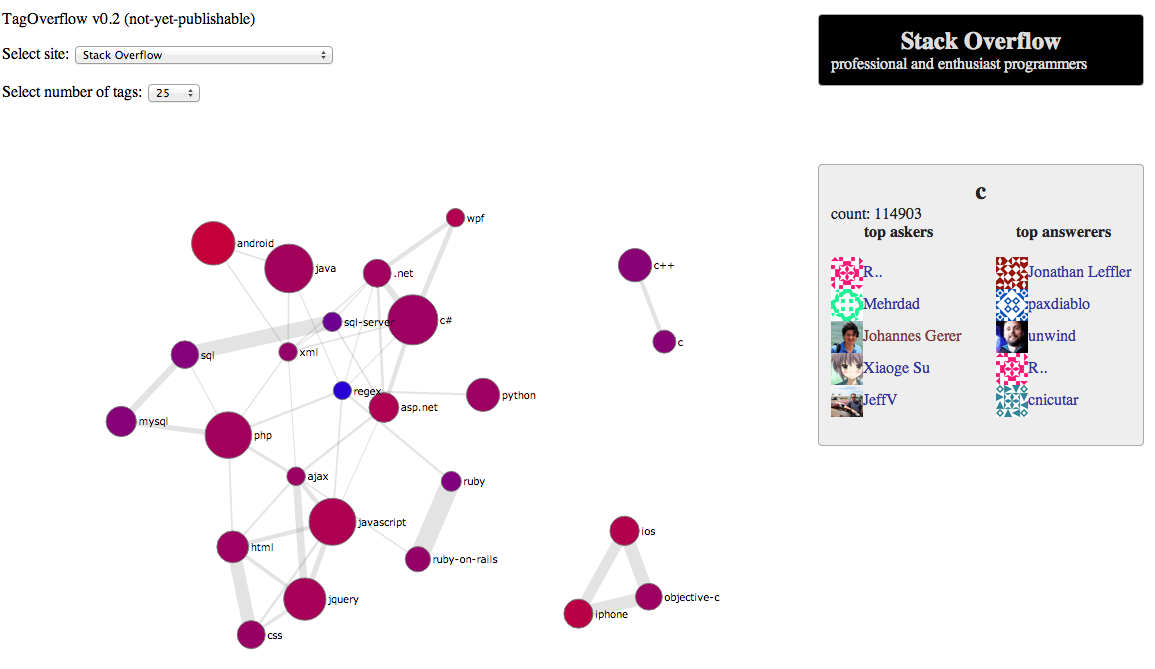 TagOverflow v0.2 (not-yet-publishable)
Select site: Stack Overflow
Select number of tags: 25
Stack Overflow
professional and enthusiast programmers
c
count: 114903
top askers
top answerers
R..
Jonathan Leffler
Mehrdad
paxdiablo
Johannes Gerer
unwind
Xiaoge Su
R..
JeffV
cnicutar
wpf
android
java
.net
c++
sql-server
c#
c
sql
xml
regex
python
asp.net
mysql
php
ajax
ruby
javascript
ios
html
ruby-on-rails
jquery
objective-c
iphone
css